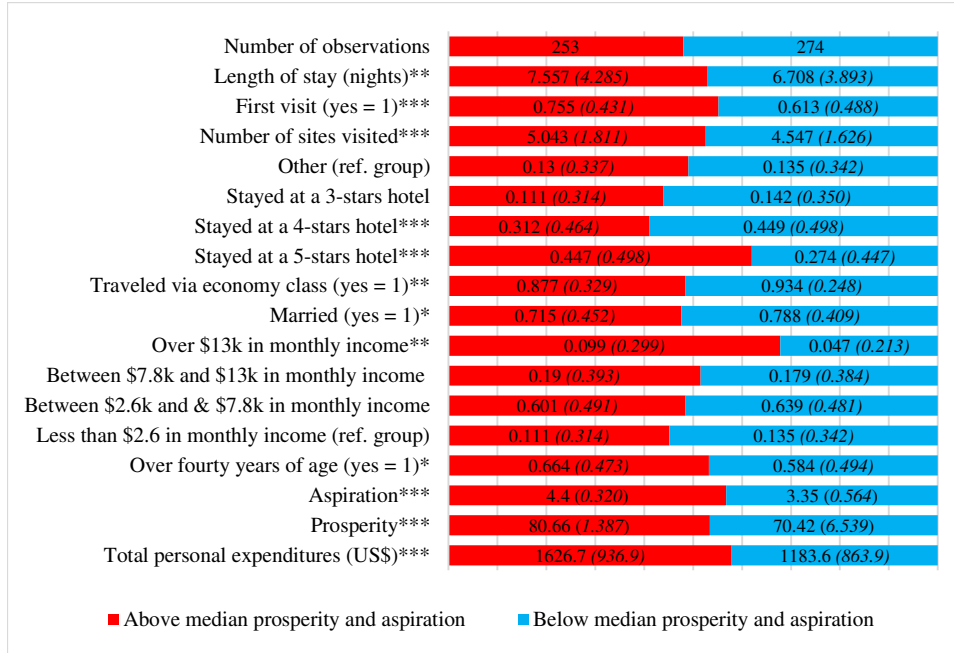 Number of observations 253 274
Length of stay (nights)** 7.557 (4.285) 6.708 (3.893)
First visit (yes = 1)*** 0.755 (0.431) 0.613 (0.488)
Number of sites visited*** 5.043 (1.811) 4.547 (1.626)
Other (ref. group) 0.13 (0.337) 0.135 (0.342)
Stayed at a 3-stars hotel 0.111 (0.314) 0.142 (0.350)
Stayed at a 4-stars hotel*** 0.312 (0.464) 0.449 (0.498)
Stayed at a 5-stars hotel*** 0.447 (0.498) 0.274 (0.447)
Traveled via economy class (yes = 1)** 0.877 (0.329) 0.934 (0.248)
Married (yes = 1)* 0.715 (0.452) 0.788 (0.409)
Over $13k in monthly income** 0.099 (0.299) 0.047 (0.213)
Between $7.8k and $13k in monthly income 0.19 (0.393) 0.179 (0.384)
Between $2.6k and & $7.8k in monthly income 0.601 (0.491) 0.639 (0.481)
Less than $2.6 in monthly income (ref. group) 0.111 (0.314) 0.135 (0.342)
Over fourty years of age (yes = 1)* 0.664 (0.473) 0.584 (0.494)
Aspiration*** 4.4 (0.320) 3.35 (0.564)
Prosperity*** 80.66 (1.387) 70.42 (6.539)
Total personal expenditures (US$)*** 1626.7 (936.9) 1183.6 (863.9)
Above median prosperity and aspiration Below median prosperity and aspiration